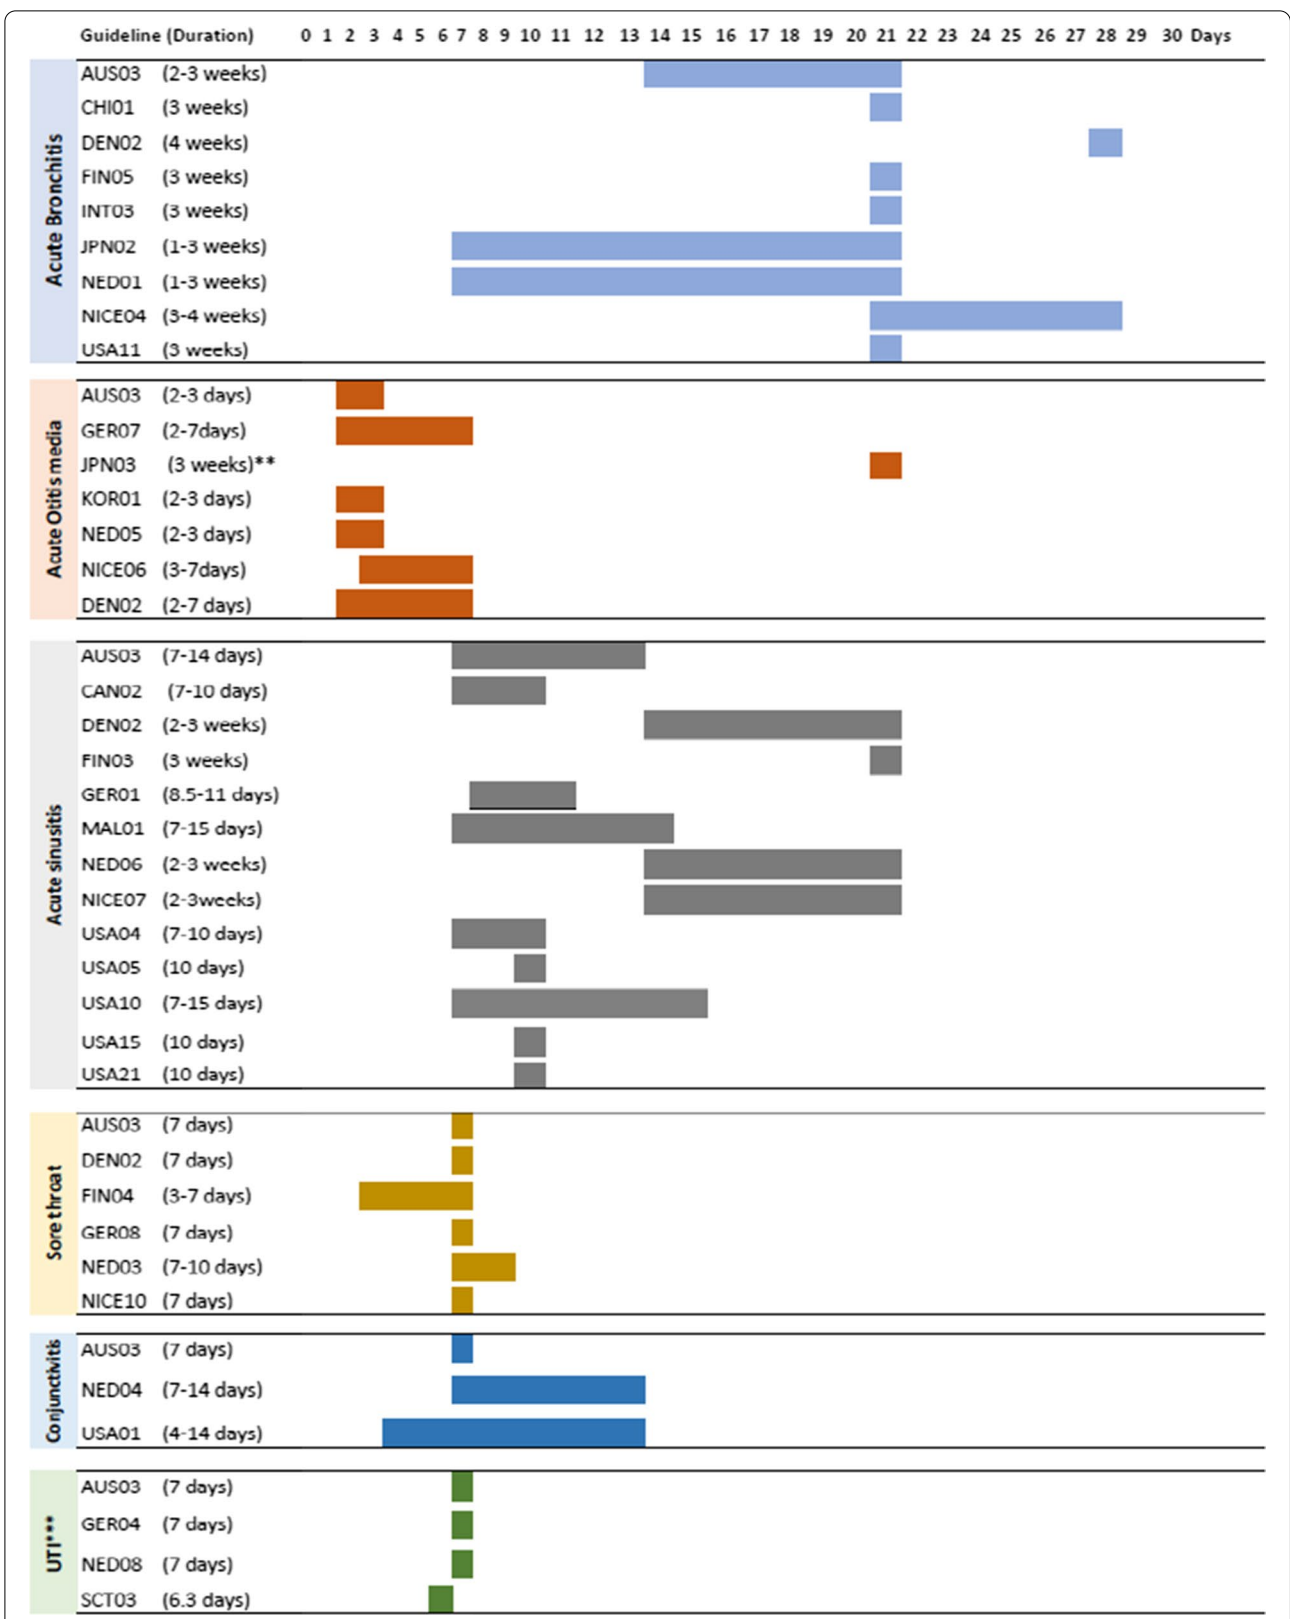 Guideline (Duration) 0 1 2 3 4 5 6 7 8 9 10 11 12 13 14 15 16 17 18 19 20 21 22 23 24 25 26 27 28 29 30 Days
Acute Bronchitis
AUS03 (2-3 weeks)
CHI01 (3 weeks)
DEN02 (4 weeks)
FIN05 (3 weeks)
INT03 (3 weeks)
JPN02 (1-3 weeks)
NED01 (1-3 weeks)
NICE04 (3-4 weeks)
USA11 (3 weeks)
Acute Otitis media
AUS03 (2-3 days)
GER07 (2-7days)
JPN03 (3 weeks)**
KOR01 (2-3 days)
NED05 (2-3 days)
NICE06 (3-7days)
DEN02 (2-7 days)
Acute sinusitis
AUS03 (7-14 days)
CAN02 (7-10 days)
DEN02 (2-3 weeks)
FIN03 (3 weeks)
GER01 (8.5-11 days)
MAL01 (7-15 days)
NED06 (2-3 weeks)
NICE07 (2-3weeks)
USA04 (7-10 days)
USA05 (10 days)
USA10 (7-15 days)
USA15 (10 days)
USA21 (10 days)
Sore throat
AUS03 (7 days)
DEN02 (7 days)
FIN04 (3-7 days)
GER08 (7 days)
NED03 (7-10 days)
NICE10 (7 days)
Conjunctivitis
AUS03 (7 days)
NED04 (7-14 days)
USA01 (4-14 days)
UTI***
AUS03 (7 days)
GER04 (7 days)
NED08 (7 days)
SCT03 (6.3 days)